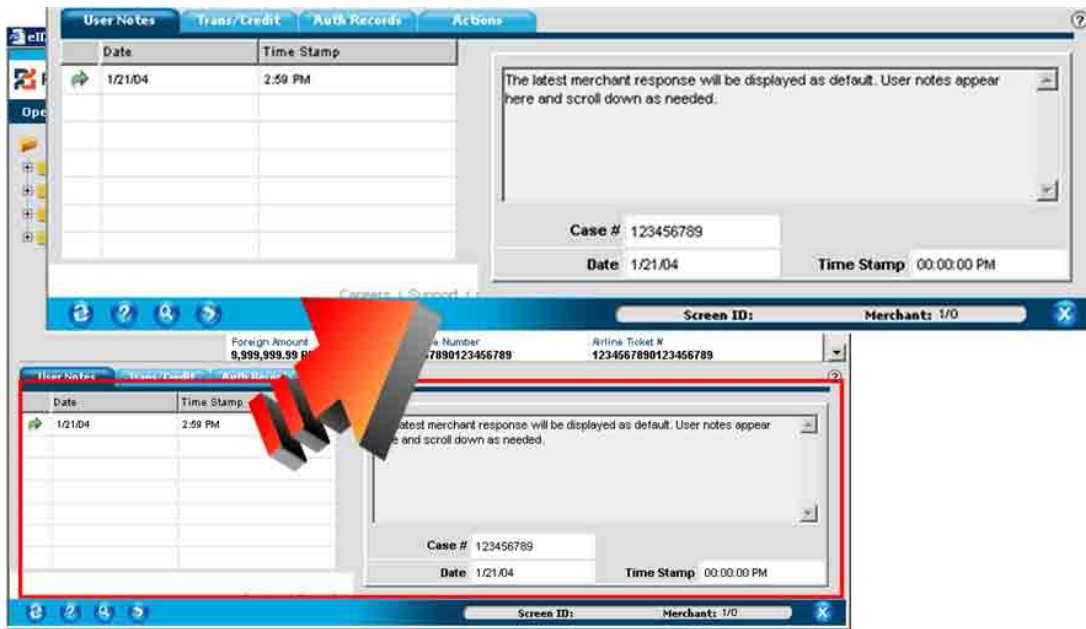 User Notes Trans/Credit Auth Records Actions
?
Date Time Stamp
1/21/04 2:59 PM
The latest merchant response will be displayed as default. User notes appear
here and scroll down as needed.
Case # 123456789
Date 1/21/04 Time Stamp 00:00:00 PM
Careers | Support
Screen ID: Merchant: 1/0
Ope
Foreign Amount Number Airline Ticket #
9,999,999.99 67890123456789 1234567890123456789
User Notes Trans/Credit Auth Records
?
Date Time Stamp
1/21/04 2:59 PM
atest merchant response will be displayed as default. User notes appear
e and scroll down as needed.
Case # 123456789
Date 1/21/04 Time Stamp 00:00:00 PM
Screen ID: Merchant: 1/0